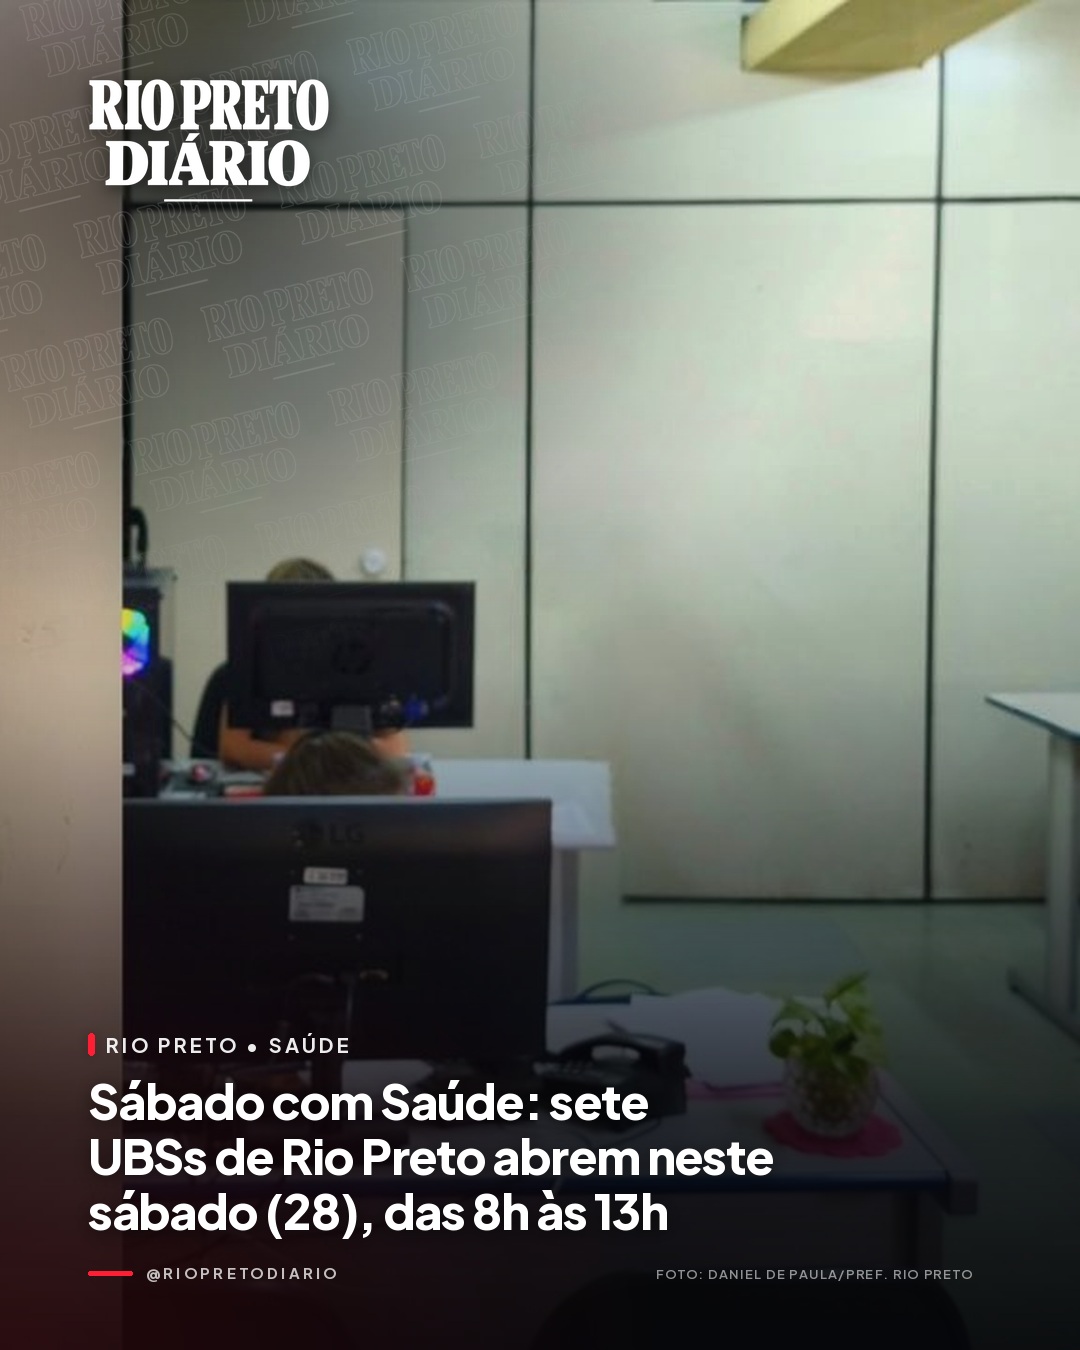 RIO PRETO
DIÁRIO
LG
RIO PRETO • SAÚDE
Sábado com Saúde: sete
UBSs de Rio Preto abrem neste
sábado (28), das 8h às 13h
@RIOPRETODIARIO
FOTO: DANIEL DE PAULA/PREF. RIO PRETO